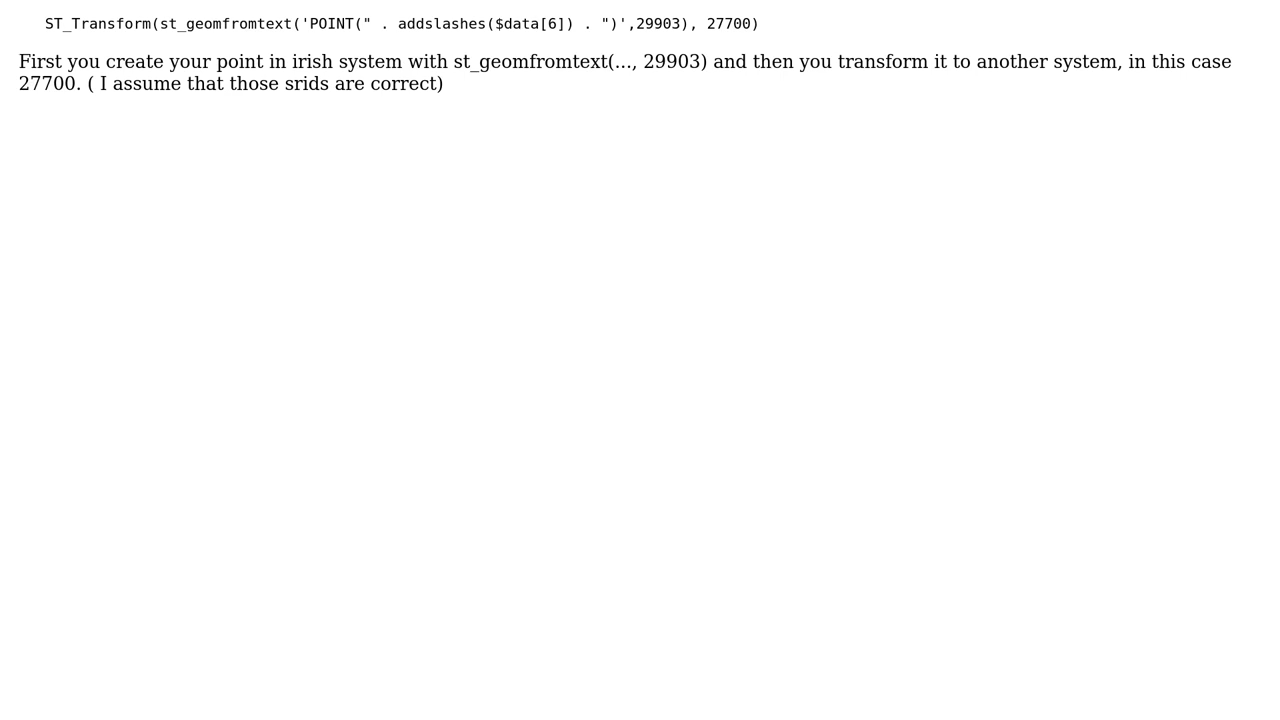 ST_Transform(st_geomfromtext('POINT(" . addslashes($data[6]) . ")',29903), 27700)
First you create your point in irish system with st_geomfromtext(..., 29903) and then you transform it to another system, in this case
27700. ( I assume that those srids are correct)